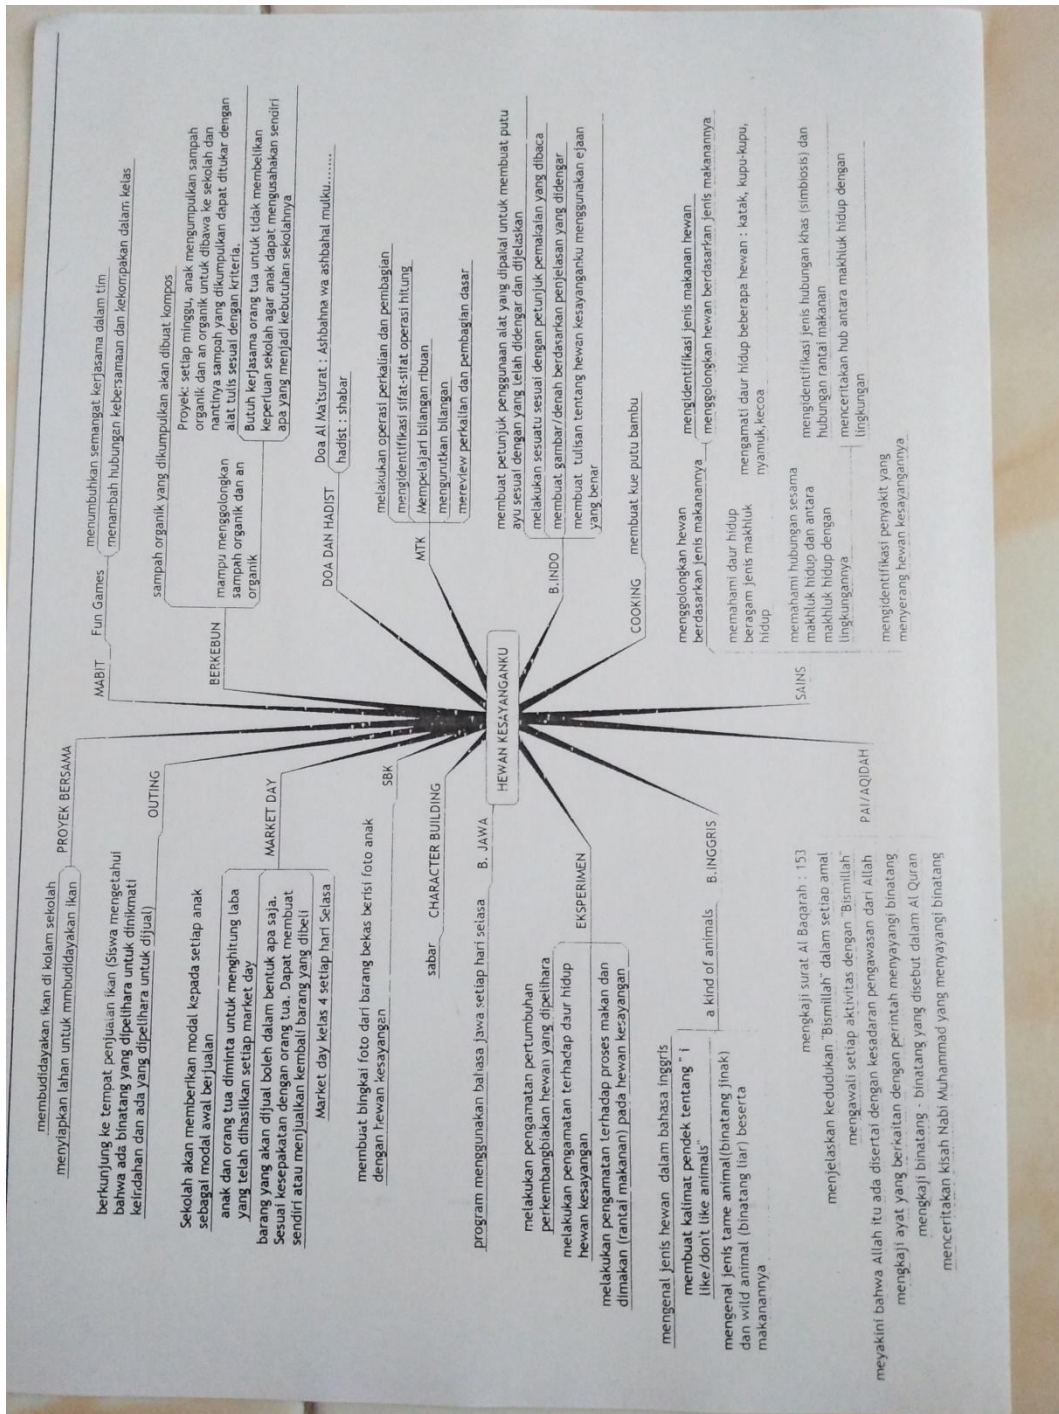 HEWAN KESAYANGANKU
MABIT
Fun Games
menumbuhkan semangat kerjasama dalam tim
menambah hubungan kebersamaan dan kekompakan dalam kelas
BERKEBUN
sampah organik yang dikumpulkan akan dibuat kompos
mampu menggolongkan
sampah organik dan an
organik
Proyek: setiap minggu, anak mengumpulkan sampah
organik dan an organik untuk dibawa ke sekolah dan
nantinya sampah yang dikumpulkan dapat ditukar dengan
alat tulis sesuai dengan kriteria.
Butuh kerjasama orang tua untuk tidak membelikan
keperluan sekolah agar anak dapat mengusahakan sendiri
apa yang menjadi kebutuhan sekolahnya
DOA DAN HADIST
Doa Al Ma'tsurat : Ashbahna wa ashbahal mulku.......
hadist : shabar
MTK
melakukan operasi perkalian dan pembagian
mengidentifikasi sifat-sifat operasi hitung
Mempelajari bilangan ribuan
mengurutkan bilangan
mereview perkalian dan pembagian dasar
B.INDO
membuat petunjuk penggunaan alat yang dipakai untuk membuat putu
ayu sesuai dengan yang telah didengar dan dijelaskan
melakukan sesuatu sesuai dengan petunjuk pemakaian yang dibaca
membuat gambar/denah berdasarkan penjelasan yang didengar
membuat tulisan tentang hewan kesayanganku menggunakan ejaan
yang benar
COOKING
membuat kue putu bambu
SAINS
menggolongkan hewan
berdasarkan jenis makanannya
mengidentifikasi jenis makanan hewan
menggolongkan hewan berdasarkan jenis makanannya
memahami daur hidup
beragam jenis makhluk
hidup
mengamati daur hidup beberapa hewan : katak, kupu-kupu,
nyamuk,kecoa
memahami hubungan sesama
makhluk hidup dan antara
makhluk hidup dengan
lingkungannya
mengidentifikasi jenis hubungan khas (simbiosis) dan
hubungan rantai makanan
menceritakan hub antara makhluk hidup dengan
lingkungan
mengidentifikasi penyakit yang
menyerang hewan kesayangannya
PROYEK BERSAMA
membudidayakan ikan di kolam sekolah
menyiapkan lahan untuk mmbudidayakan ikan
OUTING
berkunjung ke tempat penjualan ikan (Siswa mengetahui
bahwa ada binatang yang dipelihara untuk dinikmati
keindahan dan ada yang dipelihara untuk dijual)
MARKET DAY
Sekolah akan memberikan modal kepada setiap anak
sebagai modal awal berjualan
anak dan orang tua diminta untuk menghitung laba
yang telah dihasilkan setiap market day
barang yang akan dijual boleh dalam bentuk apa saja.
Sesuai kesepakatan dengan orang tua. Dapat membuat
sendiri atau menjualkan kembali barang yang dibeli
Market day kelas 4 setiap hari Selasa
SBK
membuat bingkai foto dari barang bekas berisi foto anak
dengan hewan kesayangan
CHARACTER BUILDING
sabar
B. JAWA
program menggunakan bahasa jawa setiap hari selasa
EKSPERIMEN
melakukan pengamatan pertumbuhan
perkembangbiakan hewan yang dipelihara
melakukan pengamatan terhadap daur hidup
hewan kesayangan
melakukan pengamatan terhadap proses makan dan
dimakan (rantai makanan) pada hewan kesayangan
B.INGGRIS
a kind of animals
mengenal jenis hewan dalam bahasa Inggris
membuat kalimat pendek tentang " i
like/don't like animals"
mengenal jenis tame animal(binatang jinak)
dan wild animal (binatang liar) beserta
makanannya
PAI/AQIDAH
mengkaji surat Al Baqarah : 153
menjelaskan kedudukan "Bismillah" dalam setiap amal
mengawali setiap aktivitas dengan "Bismillah"
meyakini bahwa Allah itu ada disertai dengan kesadaran pengawasan dari Allah
mengkaji ayat yang berkaitan dengan perintah menyayangi binatang
mengkaji binatang - binatang yang disebut dalam Al Quran
menceritakan kisah Nabi Muhammad yang menyayangi binatang